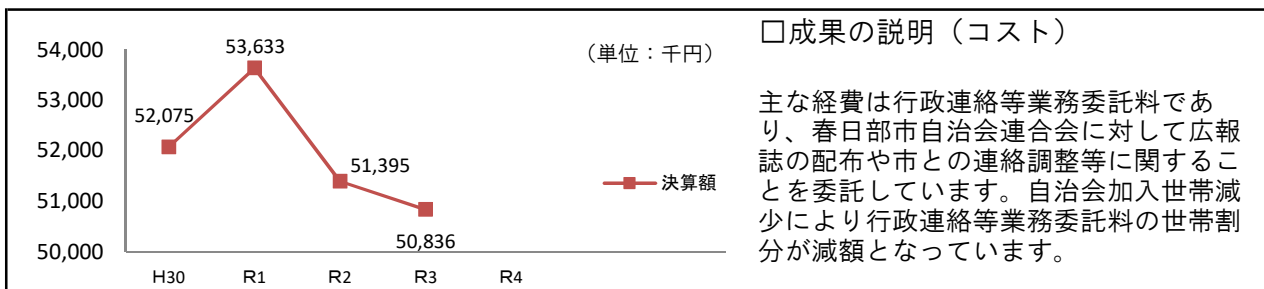 54,000
53,000
52,000
51,000
50,000
53,633
52,075
51,395
50,836
(単位：千円)
決算額
H30 R1 R2 R3 R4
□成果の説明（コスト）
主な経費は行政連絡等業務委託料であ
り、春日部市自治会連合会に対して広報
誌の配布や市との連絡調整等に関するこ
とを委託しています。自治会加入世帯減
少により行政連絡等業務委託料の世帯割
分が減額となっています。